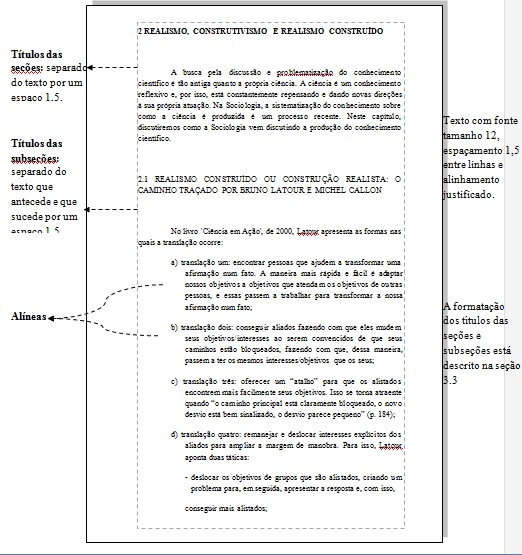 2 REALISMO, CONSTRUTIVISMO E REALISMO CONSTRUÍDO
Títulos das
seções: separado
do texto por um
espaço 1,5.
A busca pela discussão e problematização do conhecimento
científico é tão antiga quanto a própria ciência. A ciência é um conhecimento
reflexivo e, por isso, está constantemente repensando e dando novas direções
à sua própria atuação. Na Sociologia, a sistematização do conhecimento sobre
como a ciência é produzida é um processo recente. Neste capítulo,
discutiremos como a Sociologia vem discutindo a produção do conhecimento
científico.
Texto com fonte
tamanho 12,
espaçamento 1,5
entre linhas e
alinhamento
justificado.
Títulos das
subseções:
separado do
texto que
antecede e que
sucede por um
espaço 1,5
2.1 REALISMO CONSTRUÍDO OU CONSTRUÇÃO REALISTA: O
CAMINHO TRAÇADO POR BRUNO LATOUR E MICHEL CALLON
No livro 'Ciência em Ação', de 2000, Latour apresenta as formas nas
quais a translação ocorre:
a) translação um: encontrar pessoas que ajudem a transformar uma
afirmação num fato. A maneira mais rápida e fácil é adaptar
nossos objetivos a objetivos que atendam os objetivos de outras
pessoas, e essas passem a trabalhar para transformar a nossa
afirmação num fato;
Alíneas
b) translação dois: conseguir aliados fazendo com que eles mudem
seus objetivos/interesses ao serem convencidos de que seus
caminhos estão bloqueados, fazendo com que, dessa maneira,
passem a ter os mesmos interesses/objetivos que os seus;
A formatação
dos títulos das
seções e
subseções está
descrito na seção
3.3
c) translação três: oferecer um “atalho” para que os alistados
encontrem mais facilmente seus objetivos. Isso se torna atraente
quando “o caminho principal está claramente bloqueado, o novo
desvio está bem sinalizado, o desvio parece pequeno” (p. 184);
d) translação quatro: remanejar e deslocar interesses explícitos dos
aliados para ampliar a margem de manobra. Para isso, Latour
aponta duas táticas:
- deslocar os objetivos de grupos que são alistados, criando um
problema para, em seguida, apresentar a resposta e, com isso,
conseguir mais alistados;